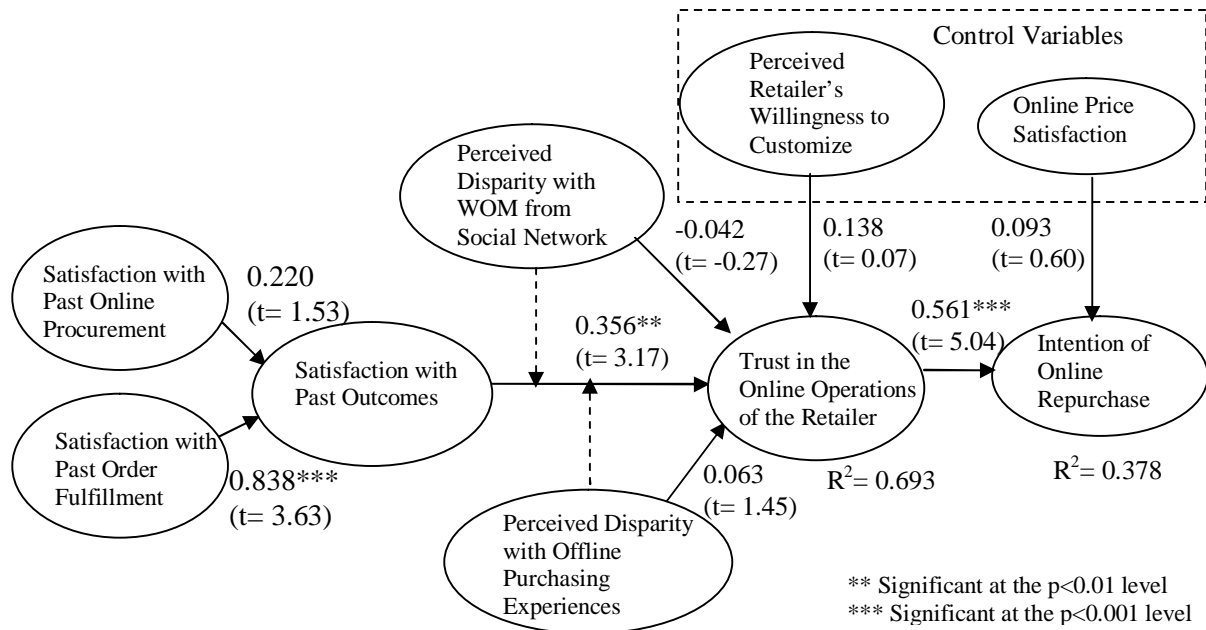 Control Variables
Perceived
Retailer's
Willingness to
Customize
Online Price
Satisfaction
Perceived
Disparity with
WOM from
Social Network
-0.042
(t= -0.27)
0.138
(t= 0.07)
0.093
(t= 0.60)
Satisfaction with
Past Online
Procurement
0.220
(t= 1.53)
0.356**
(t= 3.17)
0.561***
(t= 5.04)
Satisfaction with
Past Outcomes
Trust in the
Online Operations
of the Retailer
Intention of
Online
Repurchase
Satisfaction with
Past Order
Fulfillment
0.838***
(t= 3.63)
0.063
(t= 1.45)
R²= 0.693
R²= 0.378
Perceived Disparity
with Offline
Purchasing
Experiences
** Significant at the p<0.01 level
*** Significant at the p<0.001 level